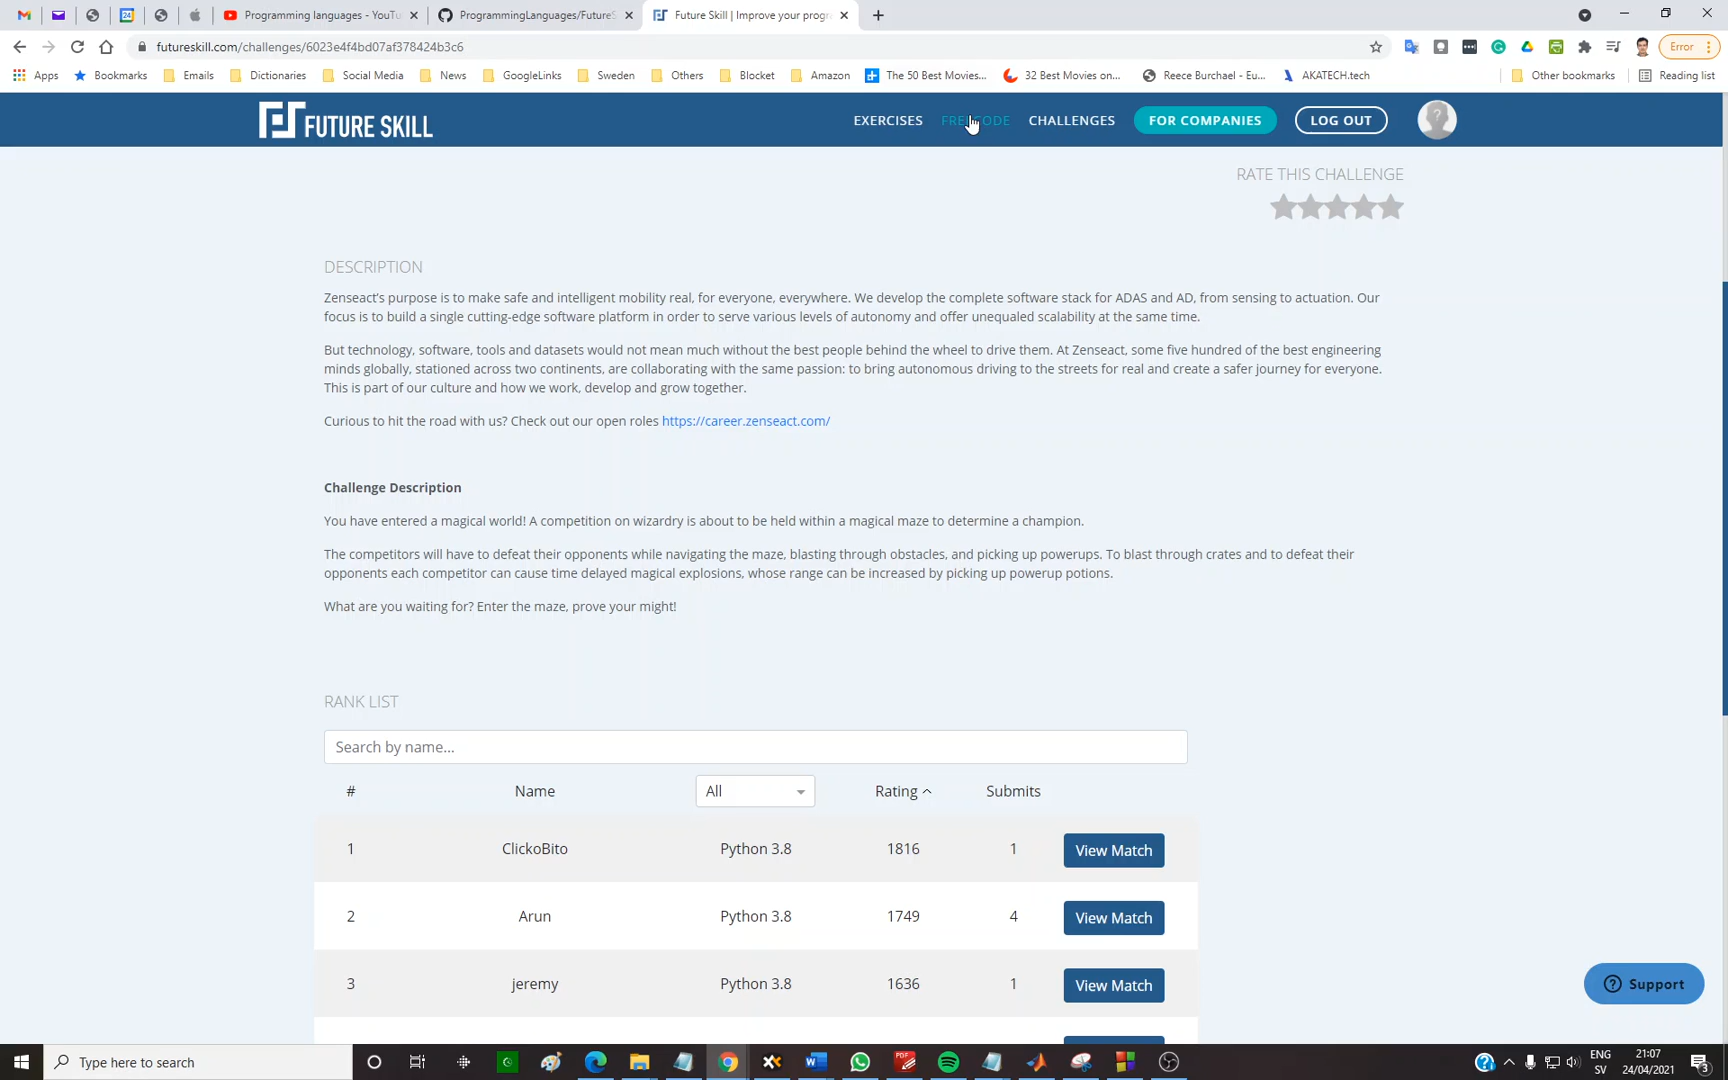 Programming languages - YouTu
ProgrammingLanguages/FutureS
Future Skill | Improve your progr
futureskill.com/challenges/6023e4f4bd07af378424b3c6
Error
Apps
Bookmarks
Emails
Dictionaries
Social Media
News
GoogleLinks
Sweden
Others
Blocket
Amazon
The 50 Best Movies...
32 Best Movies on...
Reece Burchael - Eu...
AKATECH.tech
Other bookmarks
Reading list
FUTURE SKILL
EXERCISES
CHALLENGES
FOR COMPANIES
LOG OUT
RATE THIS CHALLENGE
DESCRIPTION
Zenseact's purpose is to make safe and intelligent mobility real, for everyone, everywhere. We develop the complete software stack for ADAS and AD, from sensing to actuation. Our
focus is to build a single cutting-edge software platform in order to serve various levels of autonomy and offer unequaled scalability at the same time.
But technology, software, tools and datasets would not mean much without the best people behind the wheel to drive them. At Zenseact, some five hundred of the best engineering
minds globally, stationed across two continents, are collaborating with the same passion: to bring autonomous driving to the streets for real and create a safer journey for everyone.
This is part of our culture and how we work, develop and grow together.
Curious to hit the road with us? Check out our open roles https://career.zenseact.com/
Challenge Description
You have entered a magical world! A competition on wizardry is about to be held within a magical maze to determine a champion.
The competitors will have to defeat their opponents while navigating the maze, blasting through obstacles, and picking up powerups. To blast through crates and to defeat their
opponents each competitor can cause time delayed magical explosions, whose range can be increased by picking up powerup potions.
What are you waiting for? Enter the maze, prove your might!
RANK LIST
Search by name...
# Name All Rating Submits
1 ClickoBito Python 3.8 1816 1 View Match
2 Arun Python 3.8 1749 4 View Match
3 jeremy Python 3.8 1636 1 View Match
Support
Type here to search
ENG
SV
21:07
24/04/2021
3